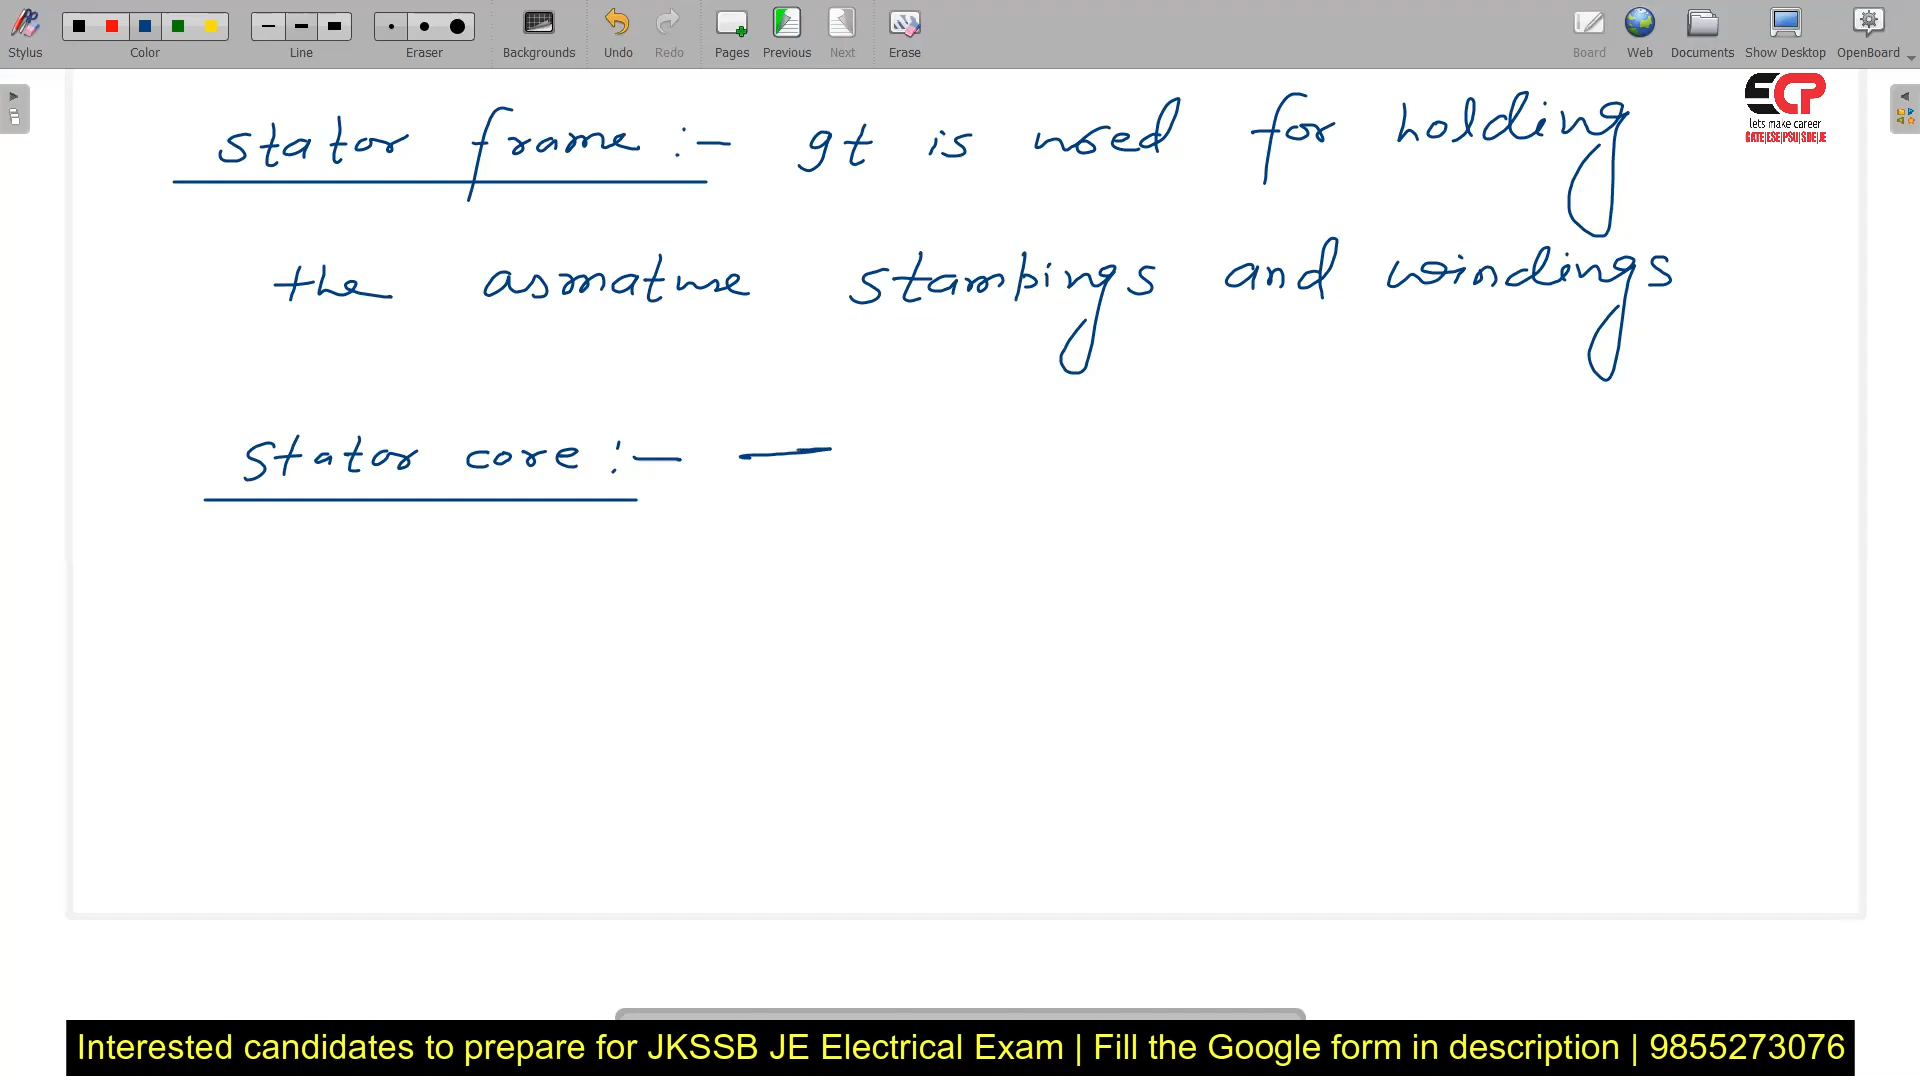 Stylus
Color
Line
Eraser
Backgrounds
Undo
Redo
Pages
Previous
Next
Erase
Board
Web
Documents
Show Desktop
OpenBoard
ECP
lets make career
GATE|ESE|PSU|SDE|JE
stator frame :- It is used for holding
the armature stampings and windings
Stator core :- —
Interested candidates to prepare for JKSSB JE Electrical Exam | Fill the Google form in description | 9855273076